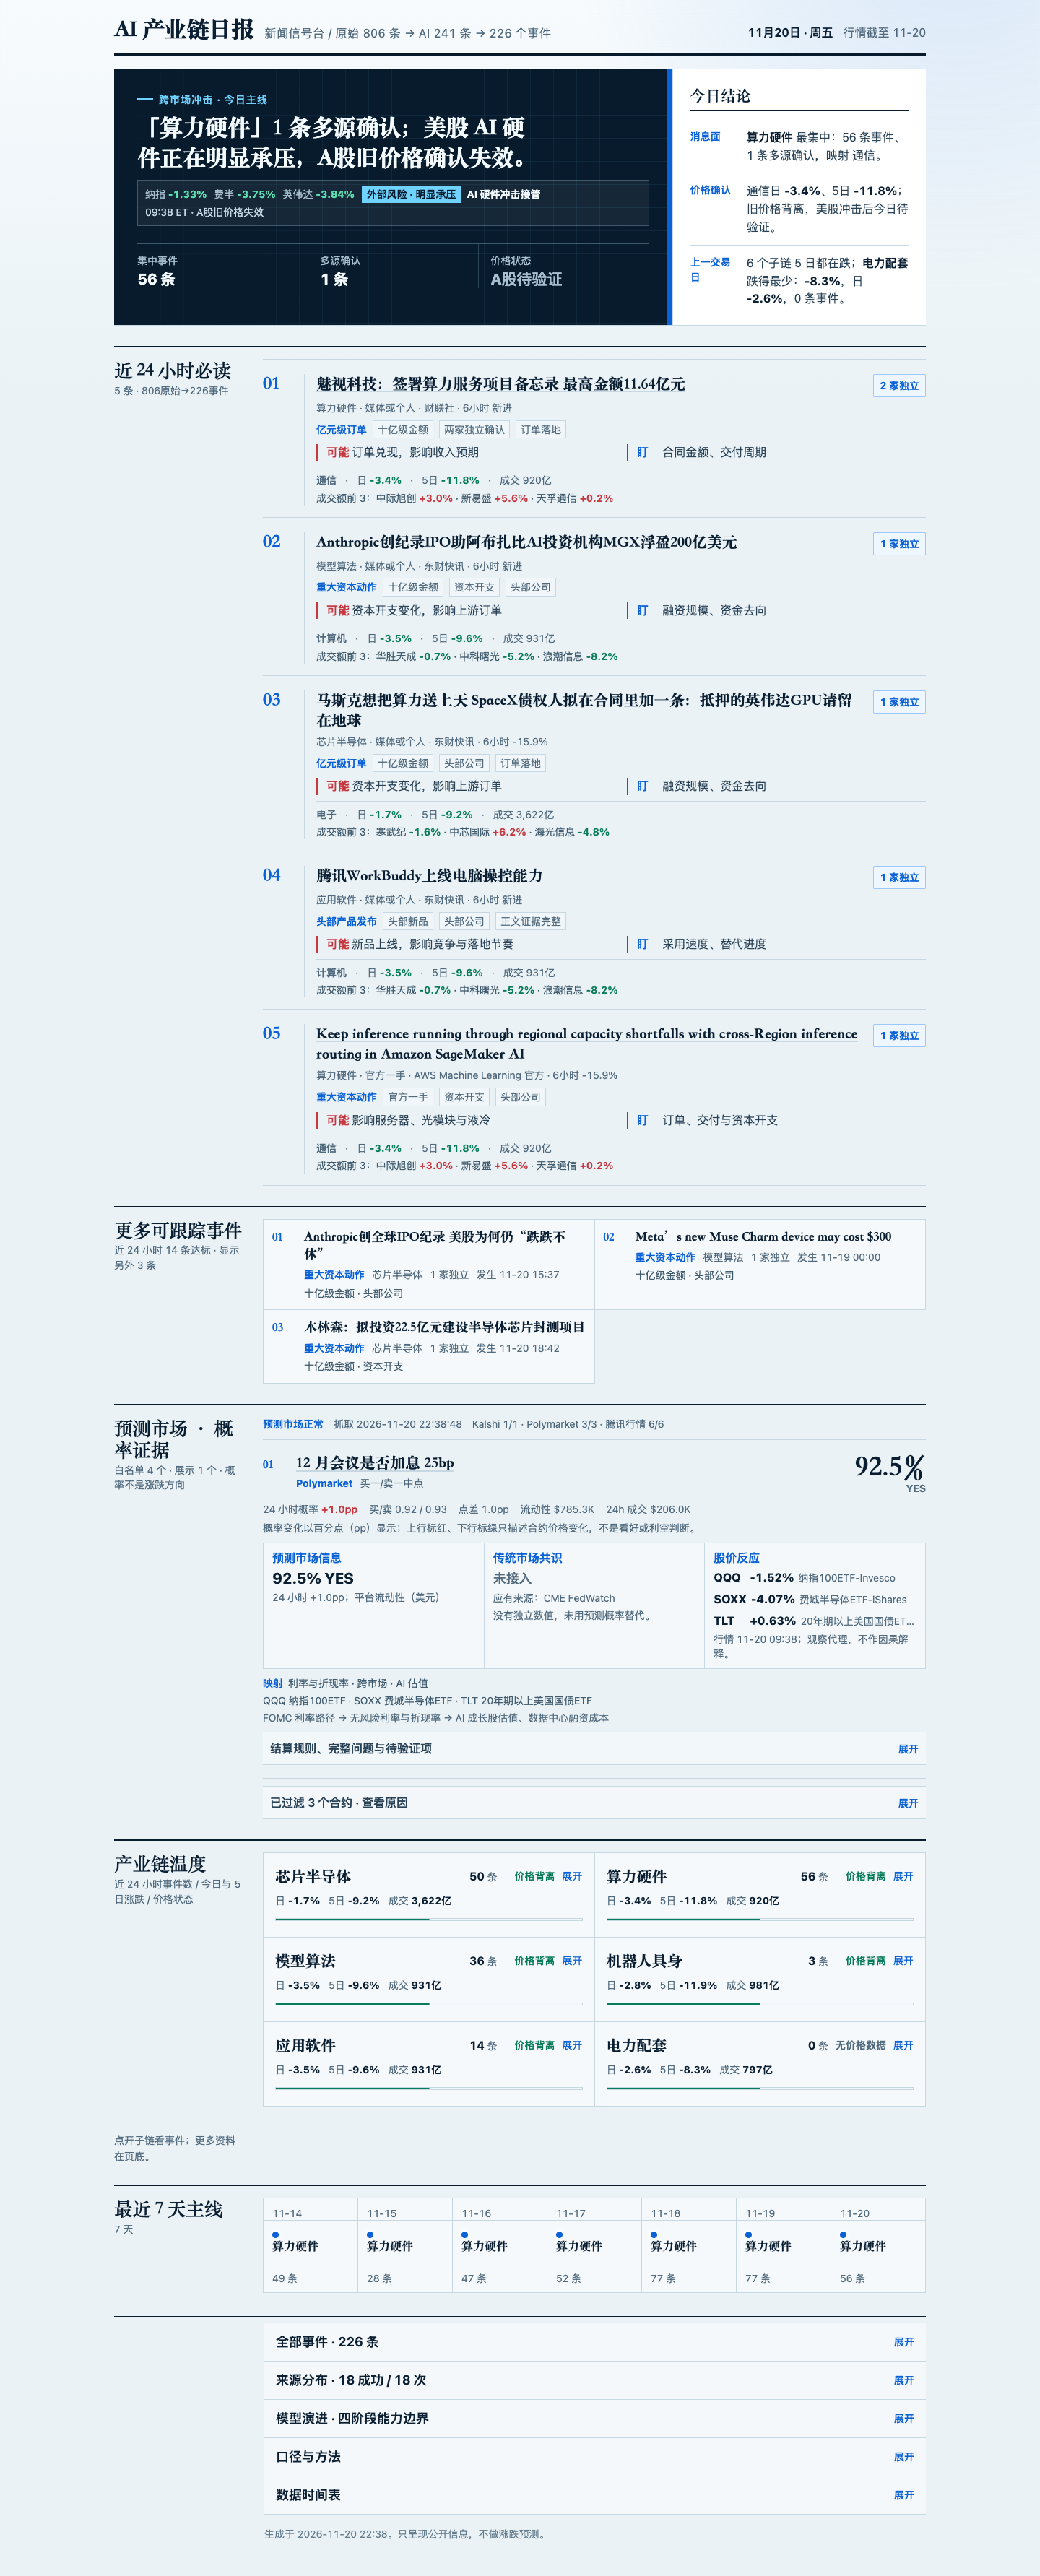 AI 产业链日报 新闻信号台 / 原始 806 条 → AI 241 条 → 226 个事件
11月20日 · 周五 行情截至 11-20
跨市场冲击 · 今日主线
「算力硬件」1 条多源确认；美股 AI 硬
件正在明显承压，A股旧价格确认失效。
纳指 -1.33% 费半 -3.75% 英伟达 -3.84% 外部风险 · 明显承压 AI 硬件冲击接管
09:38 ET · A股旧价格失效
集中事件
56 条
多源确认
1 条
价格状态
A股待验证
今日结论
消息面
算力硬件 最集中：56 条事件、
1 条多源确认，映射 通信。
价格确认
通信日 -3.4%、5日 -11.8%；
旧价格背离，美股冲击后今日待
验证。
上一交易
日
6 个子链 5 日都在跌；电力配套
跌得最少：-8.3%，日
-2.6%，0 条事件。
近 24 小时必读
5 条 · 806原始→226事件
01
魅视科技：签署算力服务项目备忘录 最高金额11.64亿元
2 家独立
算力硬件 · 媒体或个人 · 财联社 · 6小时 新进
亿元级订单 十亿级金额 两家独立确认 订单落地
可能 订单兑现，影响收入预期
盯 合同金额、交付周期
通信 · 日 -3.4% · 5日 -11.8% · 成交 920亿
成交额前 3：中际旭创 +3.0% · 新易盛 +5.6% · 天孚通信 +0.2%
02
Anthropic创纪录IPO助阿布扎比AI投资机构MGX浮盈200亿美元
1 家独立
模型算法 · 媒体或个人 · 东财快讯 · 6小时 新进
重大资本动作 十亿级金额 资本开支 头部公司
可能 资本开支变化，影响上游订单
盯 融资规模、资金去向
计算机 · 日 -3.5% · 5日 -9.6% · 成交 931亿
成交额前 3：华胜天成 -0.7% · 中科曙光 -5.2% · 浪潮信息 -8.2%
03
马斯克想把算力送上天 SpaceX债权人拟在合同里加一条：抵押的英伟达GPU请留
在地球
1 家独立
芯片半导体 · 媒体或个人 · 东财快讯 · 6小时 -15.9%
亿元级订单 十亿级金额 头部公司 订单落地
可能 资本开支变化，影响上游订单
盯 融资规模、资金去向
电子 · 日 -1.7% · 5日 -9.2% · 成交 3,622亿
成交额前 3：寒武纪 -1.6% · 中芯国际 +6.2% · 海光信息 -4.8%
04
腾讯WorkBuddy上线电脑操控能力
1 家独立
应用软件 · 媒体或个人 · 东财快讯 · 6小时 新进
头部产品发布 头部新品 头部公司 正文证据完整
可能 新品上线，影响竞争与落地节奏
盯 采用速度、替代进度
计算机 · 日 -3.5% · 5日 -9.6% · 成交 931亿
成交额前 3：华胜天成 -0.7% · 中科曙光 -5.2% · 浪潮信息 -8.2%
05
Keep inference running through regional capacity shortfalls with cross-Region inference
routing in Amazon SageMaker AI
1 家独立
算力硬件 · 官方一手 · AWS Machine Learning 官方 · 6小时 -15.9%
重大资本动作 官方一手 资本开支 头部公司
可能 影响服务器、光模块与液冷
盯 订单、交付与资本开支
通信 · 日 -3.4% · 5日 -11.8% · 成交 920亿
成交额前 3：中际旭创 +3.0% · 新易盛 +5.6% · 天孚通信 +0.2%
更多可跟踪事件
近 24 小时 14 条达标 · 显示
另外 3 条
01
Anthropic创全球IPO纪录 美股为何仍“跌跌不
休”
重大资本动作 芯片半导体 1 家独立 发生 11-20 15:37
十亿级金额 · 头部公司
02
Meta’s new Muse Charm device may cost $300
重大资本动作 模型算法 1 家独立 发生 11-19 00:00
十亿级金额 · 头部公司
03
木林森：拟投资22.5亿元建设半导体芯片封测项目
重大资本动作 芯片半导体 1 家独立 发生 11-20 18:42
十亿级金额 · 资本开支
预测市场 · 概
率证据
白名单 4 个 · 展示 1 个 · 概
率不是涨跌方向
预测市场正常 抓取 2026-11-20 22:38:48 Kalshi 1/1 · Polymarket 3/3 · 腾讯行情 6/6
01
12 月会议是否加息 25bp
Polymarket 买一/卖一中点
92.5%
YES
24 小时概率 +1.0pp 买/卖 0.92 / 0.93 点差 1.0pp 流动性 $785.3K 24h 成交 $206.0K
概率变化以百分点（pp）显示；上行标红、下行标绿只描述合约价格变化，不是看好或利空判断。
预测市场信息
92.5% YES
24 小时 +1.0pp；平台流动性（美元）
传统市场共识
未接入
应有来源：CME FedWatch
没有独立数值，未用预测概率替代。
股价反应
QQQ -1.52% 纳指100ETF-Invesco
SOXX -4.07% 费城半导体ETF-iShares
TLT +0.63% 20年期以上美国国债ET...
行情 11-20 09:38；观察代理，不作因果解
释。
映射 利率与折现率 · 跨市场 · AI 估值
QQQ 纳指100ETF · SOXX 费城半导体ETF · TLT 20年期以上美国国债ETF
FOMC 利率路径 → 无风险利率与折现率 → AI 成长股估值、数据中心融资成本
结算规则、完整问题与待验证项 展开
已过滤 3 个合约 · 查看原因 展开
产业链温度
近 24 小时事件数 / 今日与 5
日涨跌 / 价格状态
芯片半导体 50 条 价格背离 展开
日 -1.7% 5日 -9.2% 成交 3,622亿
算力硬件 56 条 价格背离 展开
日 -3.4% 5日 -11.8% 成交 920亿
模型算法 36 条 价格背离 展开
日 -3.5% 5日 -9.6% 成交 931亿
机器人具身 3 条 价格背离 展开
日 -2.8% 5日 -11.9% 成交 981亿
应用软件 14 条 价格背离 展开
日 -3.5% 5日 -9.6% 成交 931亿
电力配套 0 条 无价格数据 展开
日 -2.6% 5日 -8.3% 成交 797亿
点开子链看事件；更多资料
在页底。
最近 7 天主线
7 天
11-14 11-15 11-16 11-17 11-18 11-19 11-20
算力硬件 算力硬件 算力硬件 算力硬件 算力硬件 算力硬件 算力硬件
49 条 28 条 47 条 52 条 77 条 77 条 56 条
全部事件 · 226 条 展开
来源分布 · 18 成功 / 18 次 展开
模型演进 · 四阶段能力边界 展开
口径与方法 展开
数据时间表 展开
生成于 2026-11-20 22:38。只呈现公开信息，不做涨跌预测。